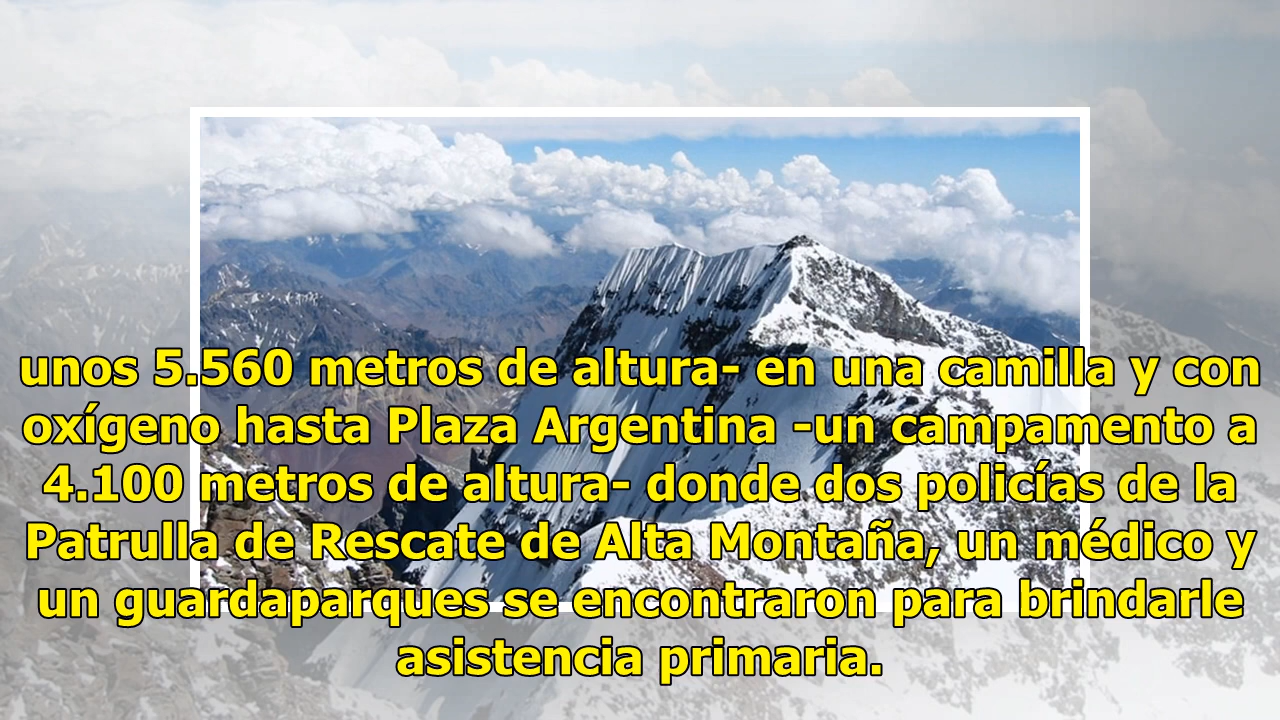 unos 5.560 metros de altura- en una camilla y con
oxígeno hasta Plaza Argentina -un campamento a
4.100 metros de altura- donde dos policías de la
Patrulla de Rescate de Alta Montaña, un médico y
un guardaparques se encontraron para brindarle
asistencia primaria.